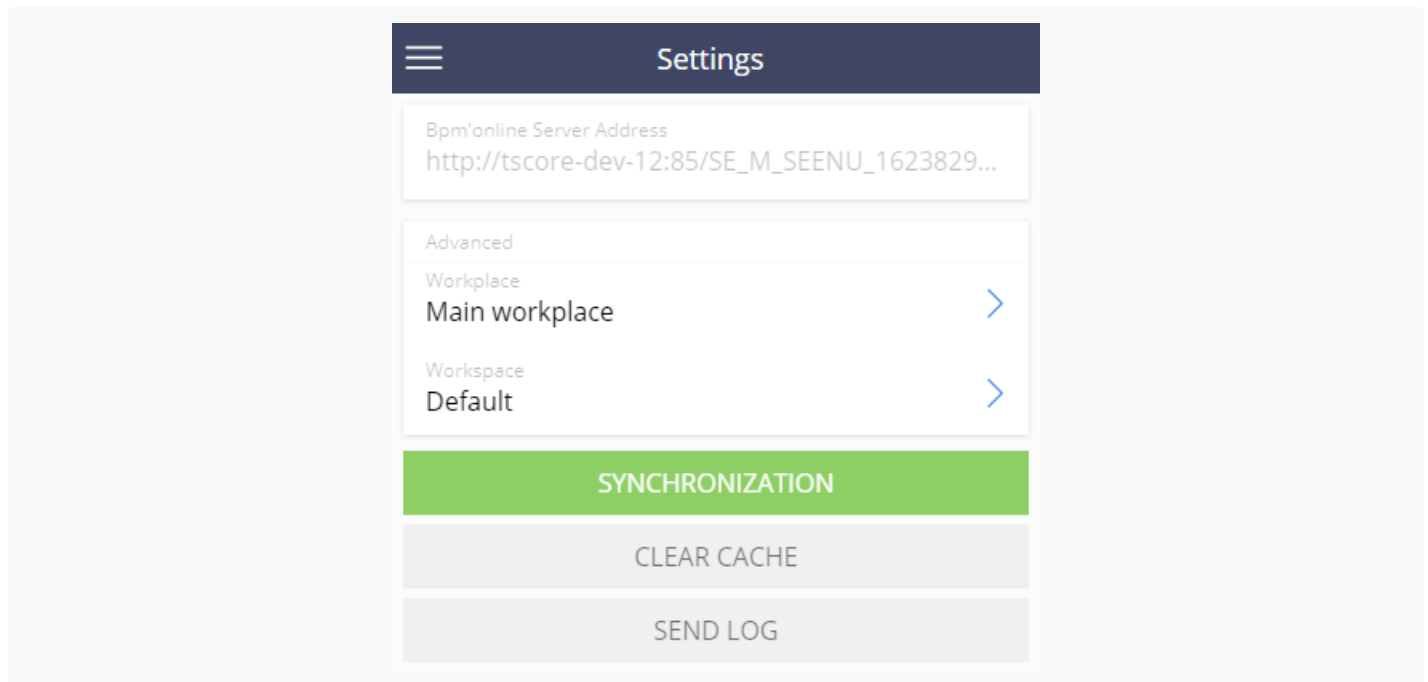 Settings
Bpm'online Server Address
http://tscore-dev-12:85/SE_M_SEENU_1623829...
Advanced
Workplace
Main workplace
Workspace
Default
SYNCHRONIZATION
CLEAR CACHE
SEND LOG